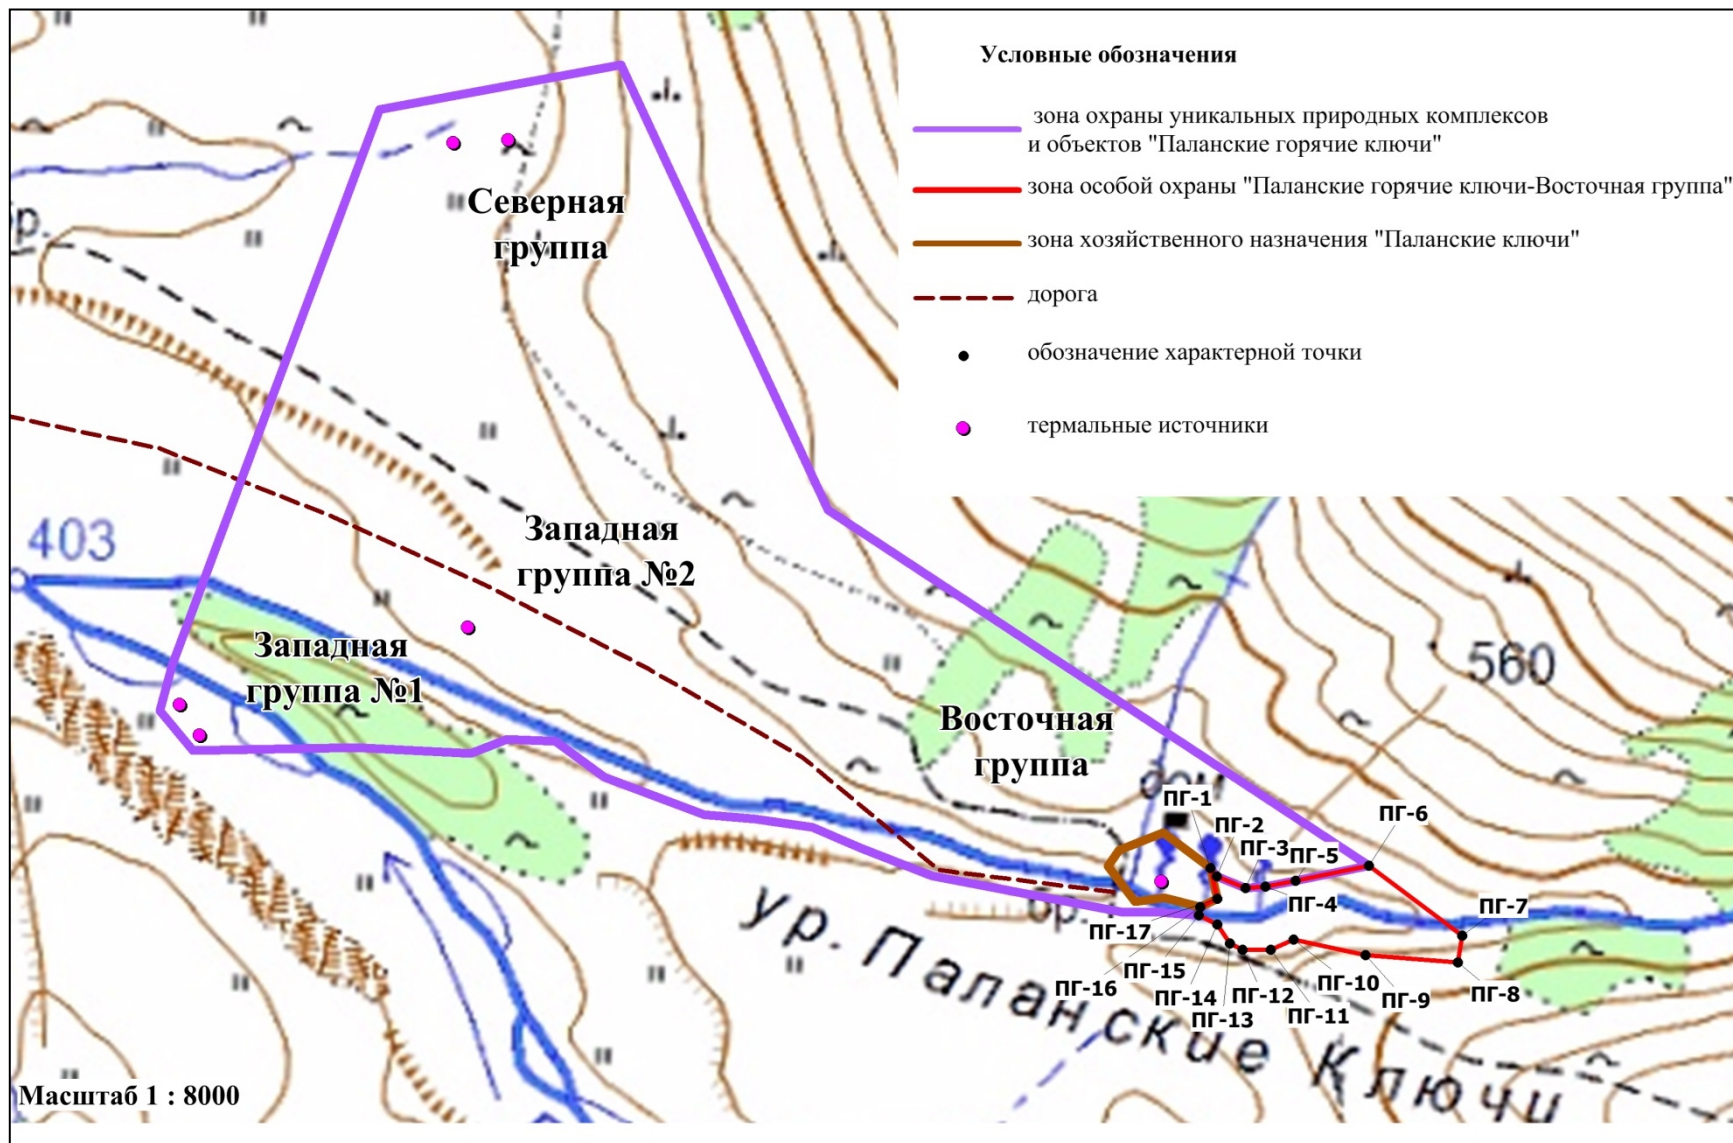 Условные обозначения
зона охраны уникальных природных комплексов
и объектов "Паланские горячие ключи"
зона особой охраны "Паланские горячие ключи-Восточная группа"
зона хозяйственного назначения "Паланские ключи"
дорога
обозначение характерной точки
термальные источники
Северная
группа
Западная
группа №2
403
Западная
группа №1
560
Восточная
группа
ПГ-1
ПГ-2
ПГ-3
ПГ-4
ПГ-5
ПГ-6
ПГ-7
ПГ-8
ПГ-9
ПГ-10
ПГ-11
ПГ-12
ПГ-13
ПГ-14
ПГ-15
ПГ-16
ПГ-17
бр.
ур. Паланские Ключи
Масштаб 1 : 8000